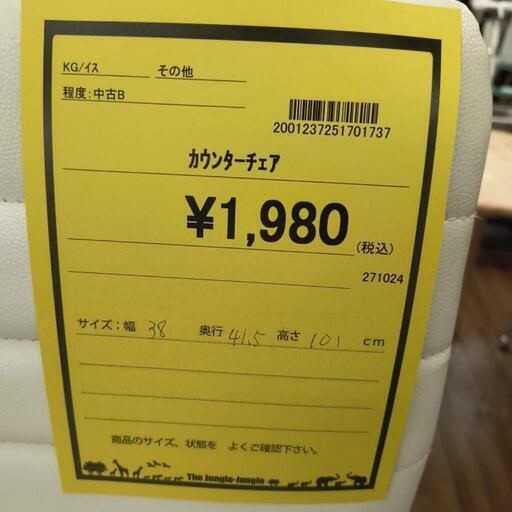 KG/イス その他
程度:中古B
2001237251701737
カウンターチェア
¥1,980
(税込)
271024
サイズ:幅 38 奥行 41.5 高さ 101 cm
商品のサイズ、状態を よくご確認下さい。
The Jungle-Jungle